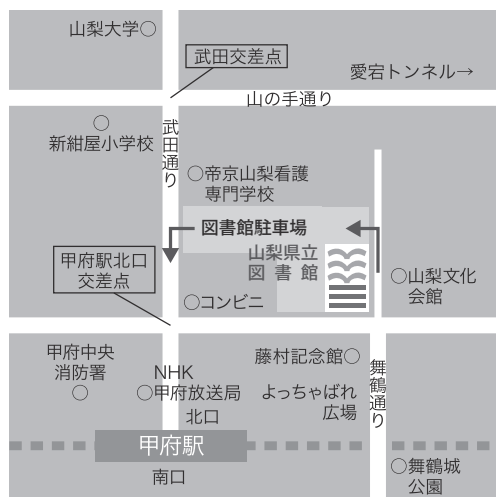 山梨大学○
武田交差点
愛宕トンネル→
山の手通り
○
新紺屋小学校
武田通り
○帝京山梨看護
専門学校
図書館駐車場
山梨県立
図書館
甲府駅北口
交差点
○山梨文化
会館
○コンビニ
甲府中央
消防署
○
NHK
○甲府放送局
北口
藤村記念館○
よっちゃばれ
広場
舞鶴通り
甲府駅
南口
○舞鶴城
公園